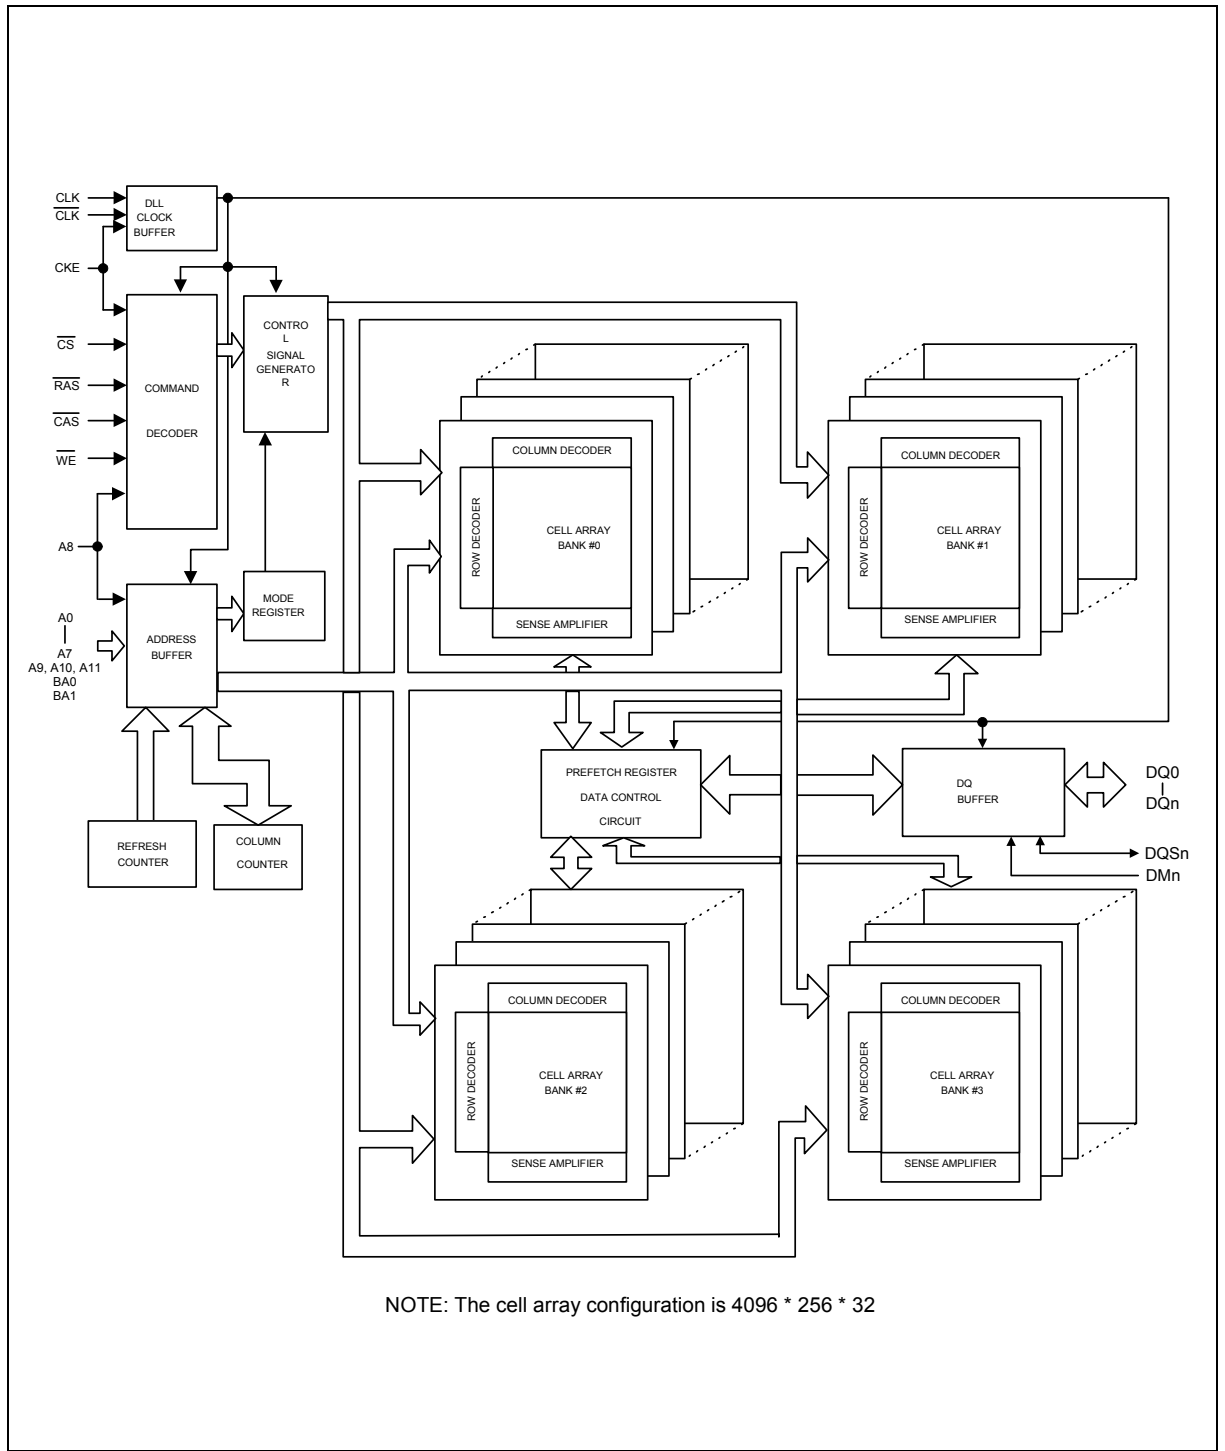 CLK
CLK
CKE
CS
RAS
CAS
WE
A8
A0
A7
A9, A10, A11
BA0
BA1
DLL
CLOCK
BUFFER
COMMAND
DECODER
CONTRO
L
SIGNAL
GENERATO
R
MODE
REGISTER
ADDRESS
BUFFER
REFRESH
COUNTER
COLUMN
COUNTER
COLUMN DECODER
ROW DECODER
CELL ARRAY
BANK #0
SENSE AMPLIFIER
COLUMN DECODER
ROW DECODER
CELL ARRAY
BANK #1
SENSE AMPLIFIER
PREFETCH REGISTER
DATA CONTROL
CIRCUIT
DQ
BUFFER
DQ0
DQn
DQSn
DMn
COLUMN DECODER
ROW DECODER
CELL ARRAY
BANK #2
SENSE AMPLIFIER
COLUMN DECODER
ROW DECODER
CELL ARRAY
BANK #3
SENSE AMPLIFIER
NOTE: The cell array configuration is 4096 * 256 * 32